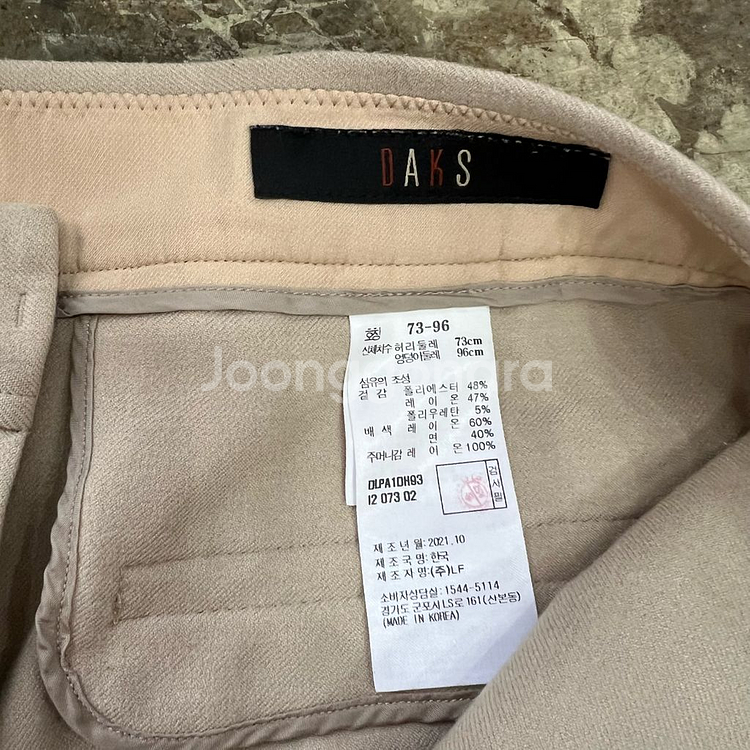 DAKS
호칭 73-96
신체치수 허리둘레 73cm
엉덩이둘레 96cm
섬유의 조성
겉 감 폴리에스터 48%
레 이 온 47%
폴리우레탄 5%
배 색 레 이 온 60%
면 40%
주머니감 레 이 온 100%
DLPA1DH93
I2 073 02
검사필
제 조 년 월:2021.10
제 조 국 명:한국
제 조 자 명:(주)LF
소비자상담실:1544-5114
경기도 군포시LS로 161(산본동)
(MADE IN KOREA)